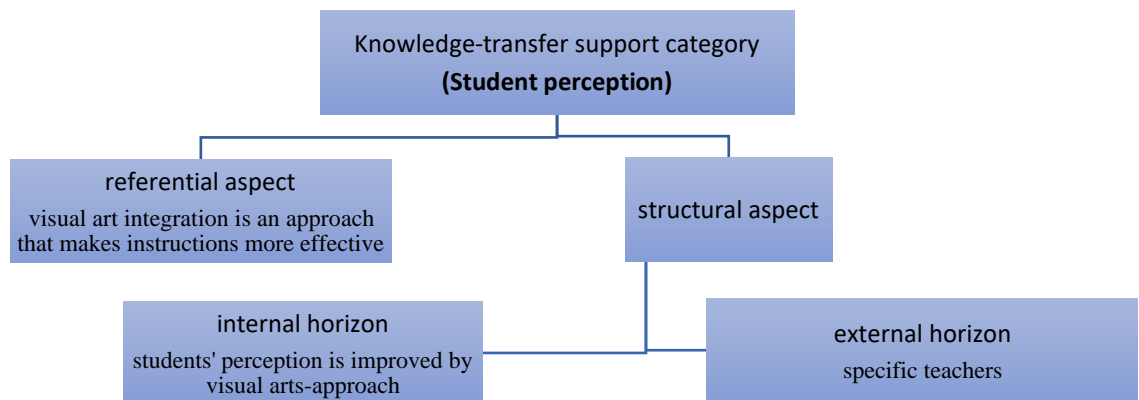 Knowledge-transfer support category
(Student perception)
referential aspect
visual art integration is an approach
that makes instructions more effective
structural aspect
internal horizon
students' perception is improved by
visual arts-approach
external horizon
specific teachers